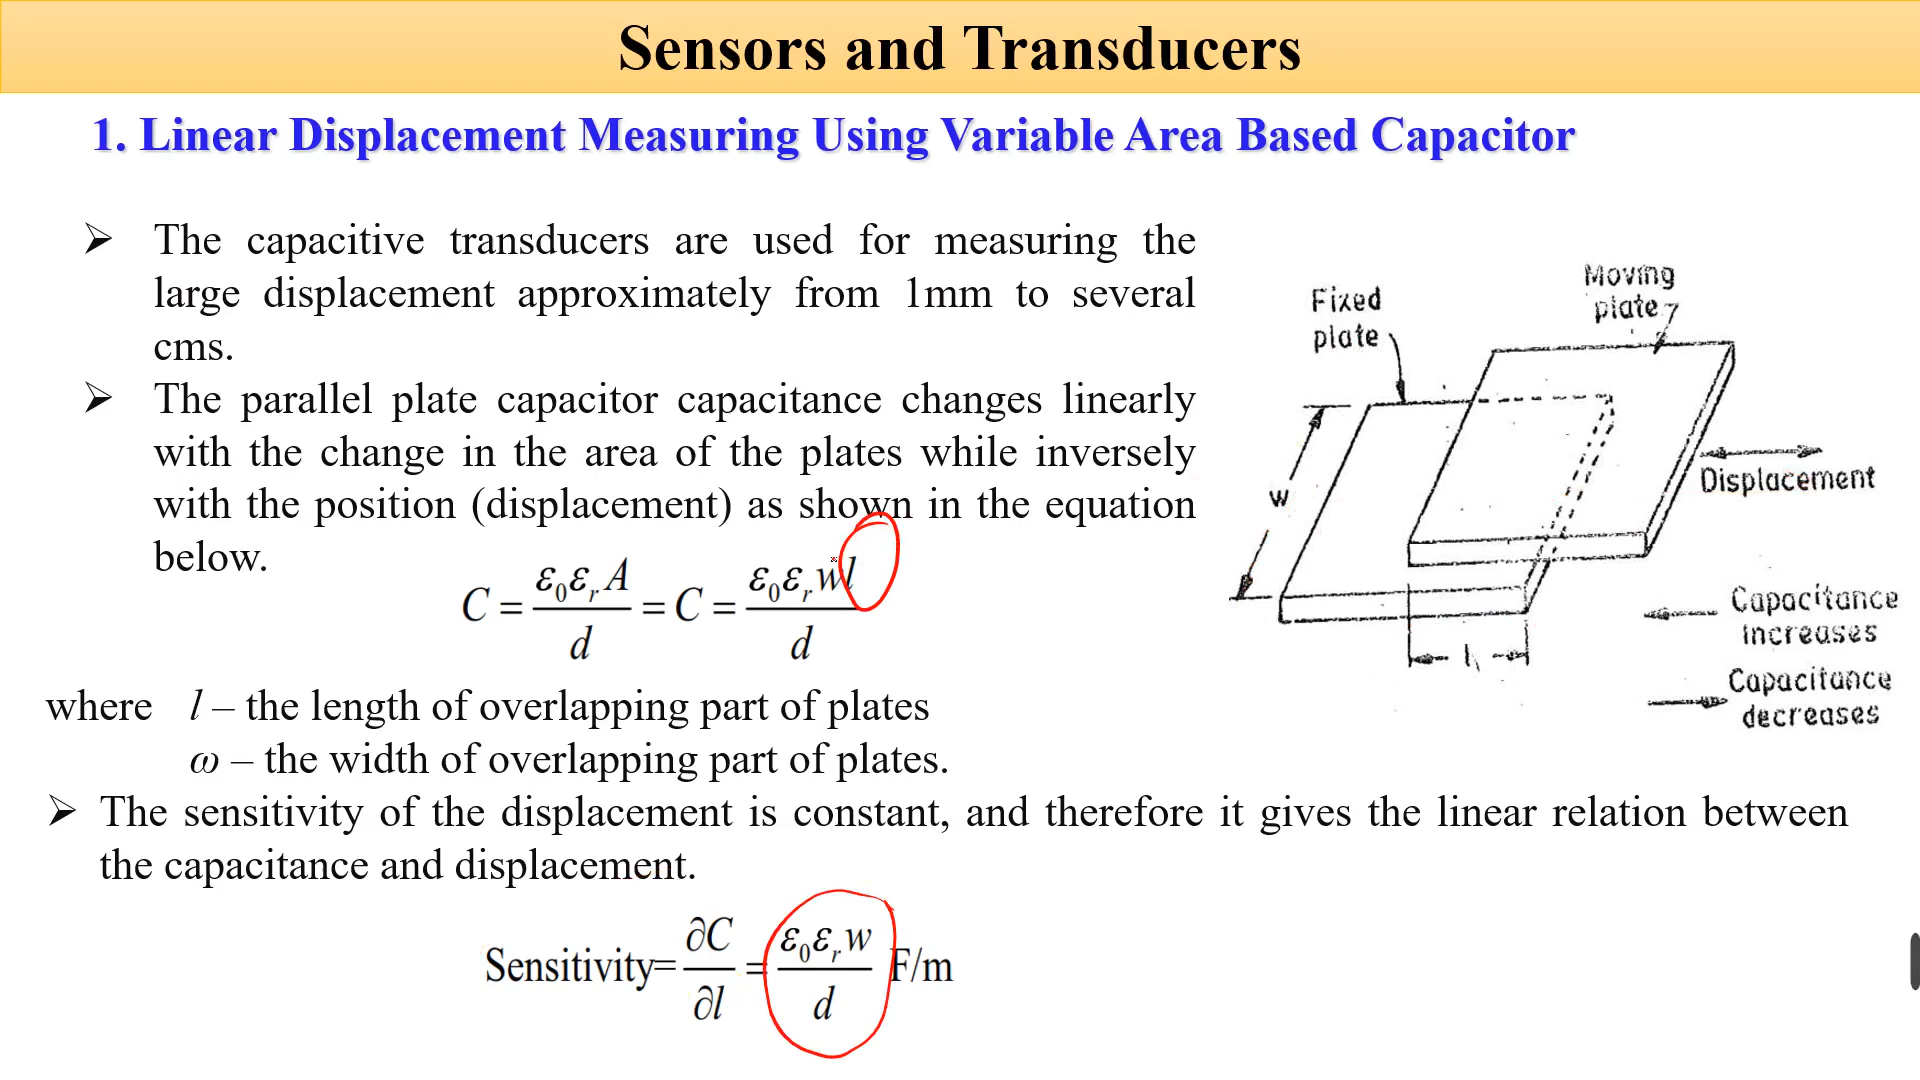 Sensors and Transducers
1. Linear Displacement Measuring Using Variable Area Based Capacitor
➢ The capacitive transducers are used for measuring the
large displacement approximately from 1mm to several
cms.
➢ The parallel plate capacitor capacitance changes linearly
with the change in the area of the plates while inversely
with the position (displacement) as shown in the equation
below.
C = ε₀εᵣA / d = C = ε₀εᵣwl / d
where l – the length of overlapping part of plates
ω – the width of overlapping part of plates.
➢ The sensitivity of the displacement is constant, and therefore it gives the linear relation between
the capacitance and displacement.
Sensitivity= ∂C / ∂l = ε₀εᵣw / d F/m
Fixed
plate
Moving
plate
w
Displacement
l
Capacitance
increases
Capacitance
decreases